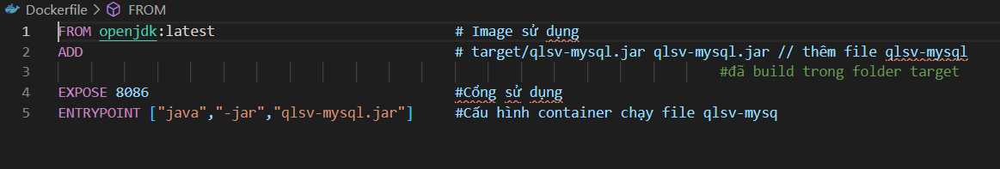 Dockerfile > FROM
1 FROM openjdk:latest # Image sử dụng
2 ADD # target/qlsv-mysql.jar qlsv-mysql.jar // thêm file qlsv-mysql
3 #đã build trong folder target
4 EXPOSE 8086 #Cổng sử dụng
5 ENTRYPOINT ["java","-jar","qlsv-mysql.jar"] #Cấu hình container chạy file qlsv-mysq